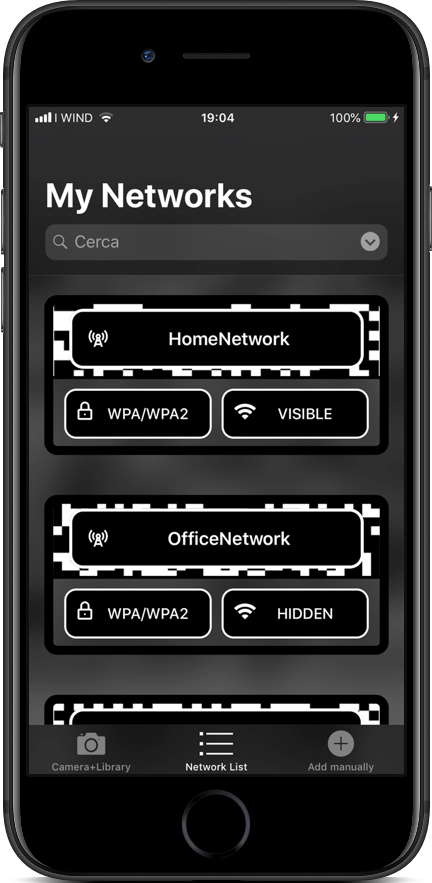 I WIND 19:04 100%
My Networks
Cerca
HomeNetwork
WPA/WPA2 VISIBLE
OfficeNetwork
WPA/WPA2 HIDDEN
Camera+Library Network List Add manually